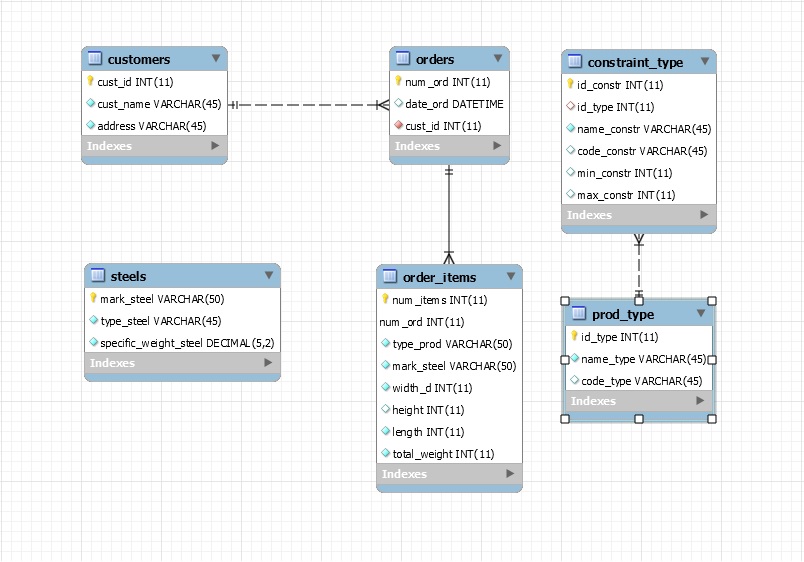 customers
cust_id INT(11)
cust_name VARCHAR(45)
address VARCHAR(45)
Indexes
orders
num_ord INT(11)
date_ord DATETIME
cust_id INT(11)
Indexes
constraint_type
id_constr INT(11)
id_type INT(11)
name_constr VARCHAR(45)
code_constr VARCHAR(45)
min_constr INT(11)
max_constr INT(11)
Indexes
steels
mark_steel VARCHAR(50)
type_steel VARCHAR(45)
specific_weight_steel DECIMAL(5,2)
Indexes
order_items
num_items INT(11)
num_ord INT(11)
type_prod VARCHAR(50)
mark_steel VARCHAR(50)
width_d INT(11)
height INT(11)
length INT(11)
total_weight INT(11)
Indexes
prod_type
id_type INT(11)
name_type VARCHAR(45)
code_type VARCHAR(45)
Indexes